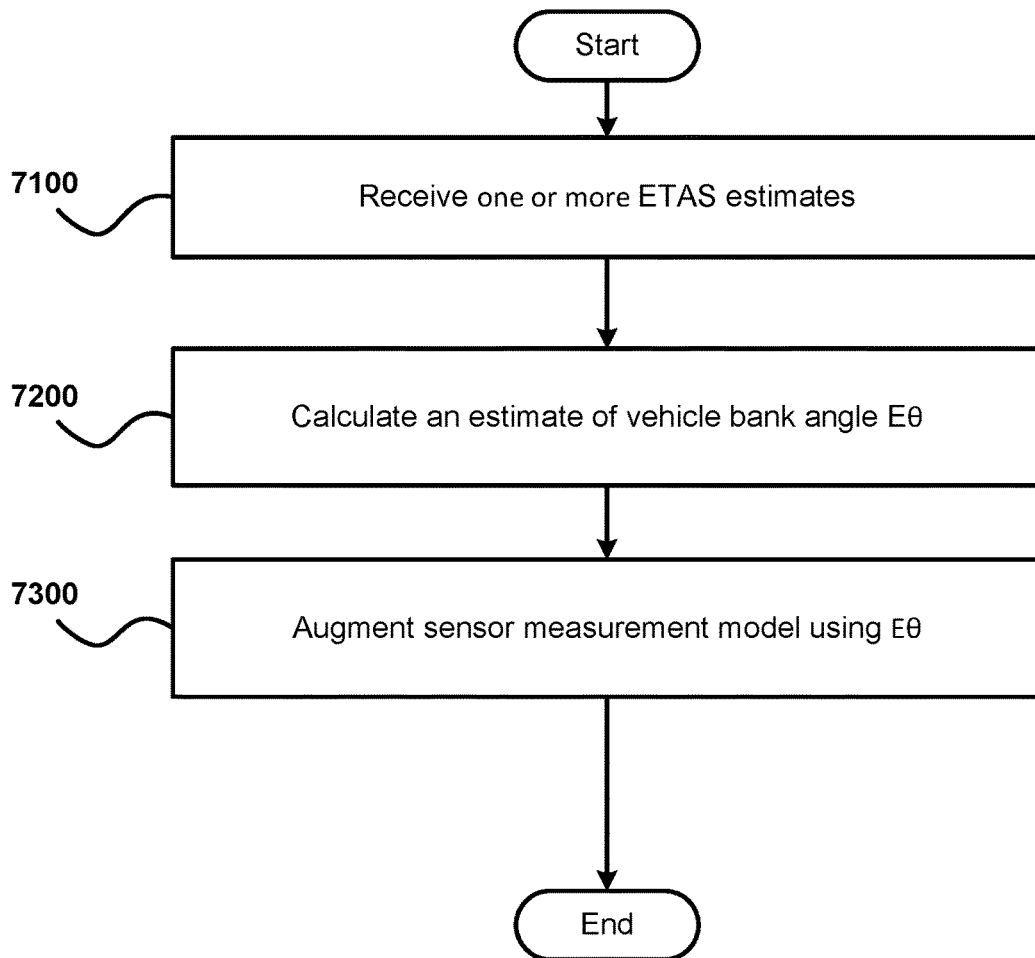 Start
7100
Receive one or more ETAS estimates
7200
Calculate an estimate of vehicle bank angle Eθ
7300
Augment sensor measurement model using Eθ
End